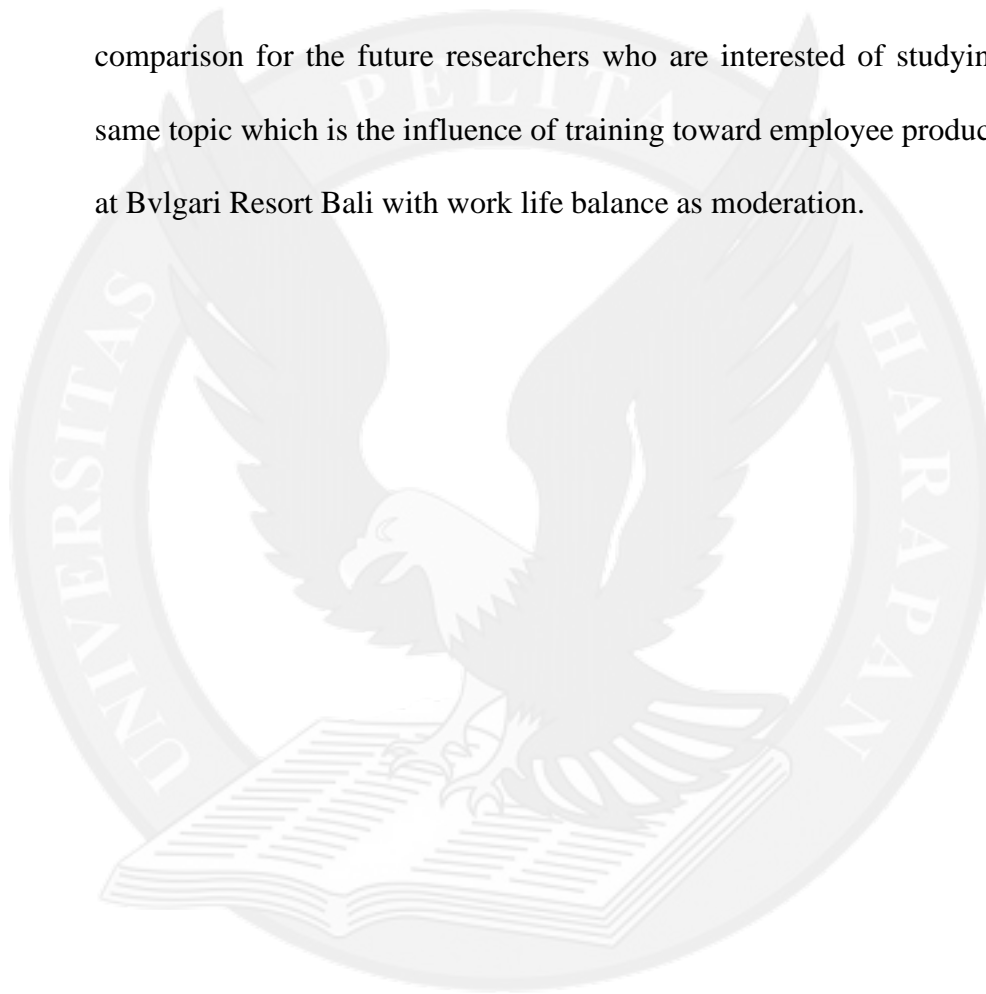 comparison for the future researchers who are interested of studyin
same topic which is the influence of training toward employee produc
at Bvlgari Resort Bali with work life balance as moderation.
UNIVERSITAS PELITA HARAPAN